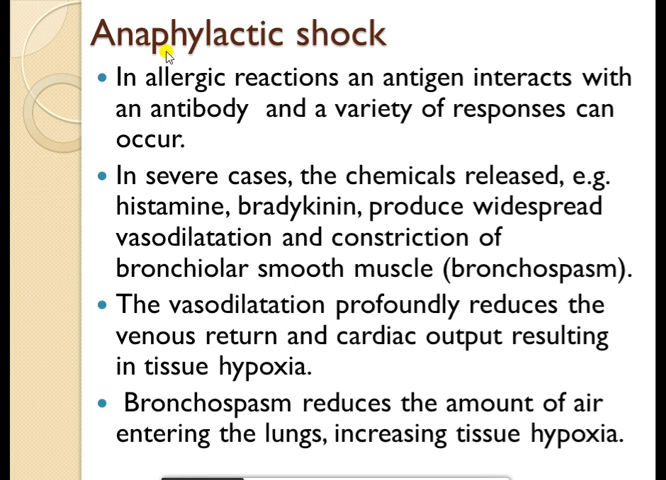 Anaphylactic shock
• In allergic reactions an antigen interacts with
an antibody and a variety of responses can
occur.
• In severe cases, the chemicals released, e.g.
histamine, bradykinin, produce widespread
vasodilatation and constriction of
bronchiolar smooth muscle (bronchospasm).
• The vasodilatation profoundly reduces the
venous return and cardiac output resulting
in tissue hypoxia.
• Bronchospasm reduces the amount of air
entering the lungs, increasing tissue hypoxia.